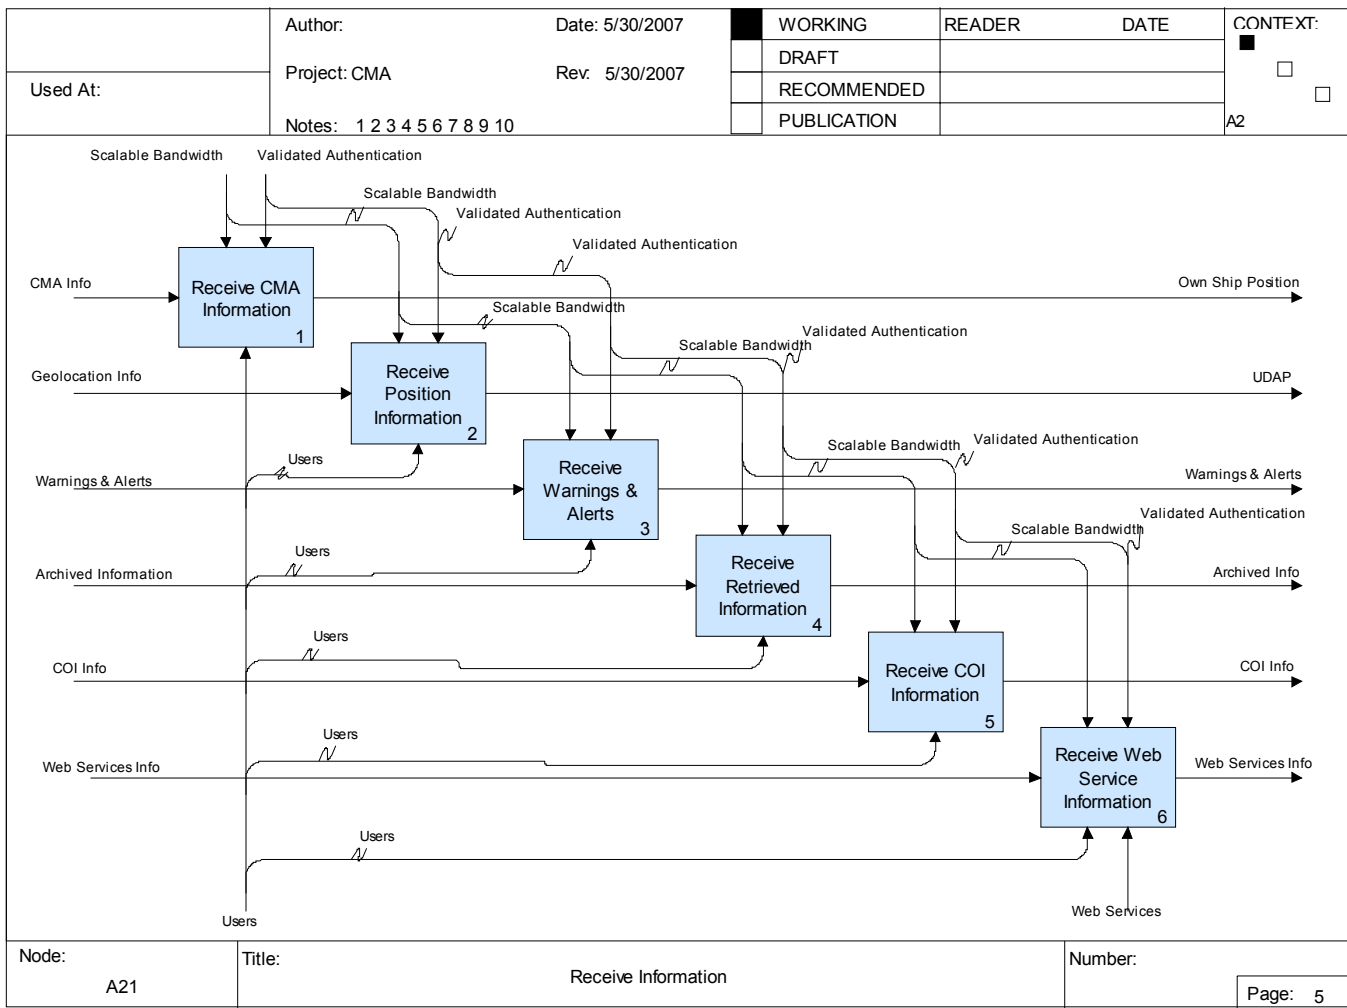 Used At:
Author:
Date: 5/30/2007
Project: CMA
Rev: 5/30/2007
Notes: 1 2 3 4 5 6 7 8 9 10
WORKING
DRAFT
RECOMMENDED
PUBLICATION
READER
DATE
CONTEXT:
A2
Scalable Bandwidth
Validated Authentication
Scalable Bandwidth
Validated Authentication
Validated Authentication
CMA Info
Receive CMA
Information
1
Own Ship Position
Scalable Bandwidth
Validated Authentication
Scalable Bandwidth
Geolocation Info
Receive
Position
Information
2
UDAP
Users
Scalable Bandwidth
Validated Authentication
Warnings & Alerts
Receive
Warnings &
Alerts
3
Warnings & Alerts
Validated Authentication
Scalable Bandwidth
Users
Archived Information
Receive
Retrieved
Information
4
Archived Info
Users
COI Info
Receive COI
Information
5
COI Info
Users
Web Services Info
Receive Web
Service
Information
6
Web Services Info
Users
Users
Web Services
Node:
A21
Title:
Receive Information
Number:
Page: 5